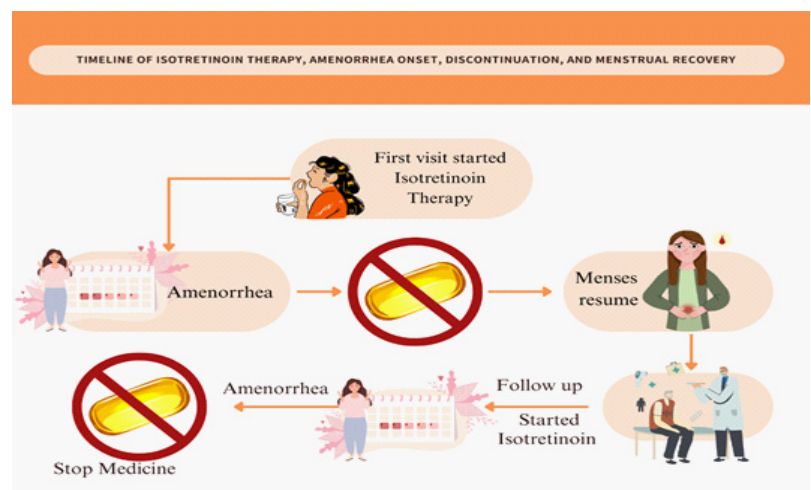 TIMELINE OF ISOTRETINOIN THERAPY, AMENORRHEA ONSET, DISCONTINUATION, AND MENSTRUAL RECOVERY
First visit started
Isotretinoin
Therapy
Amenorrhea
Menses
resume
Follow up
Started
Isotretinoin
Amenorrhea
Stop Medicine